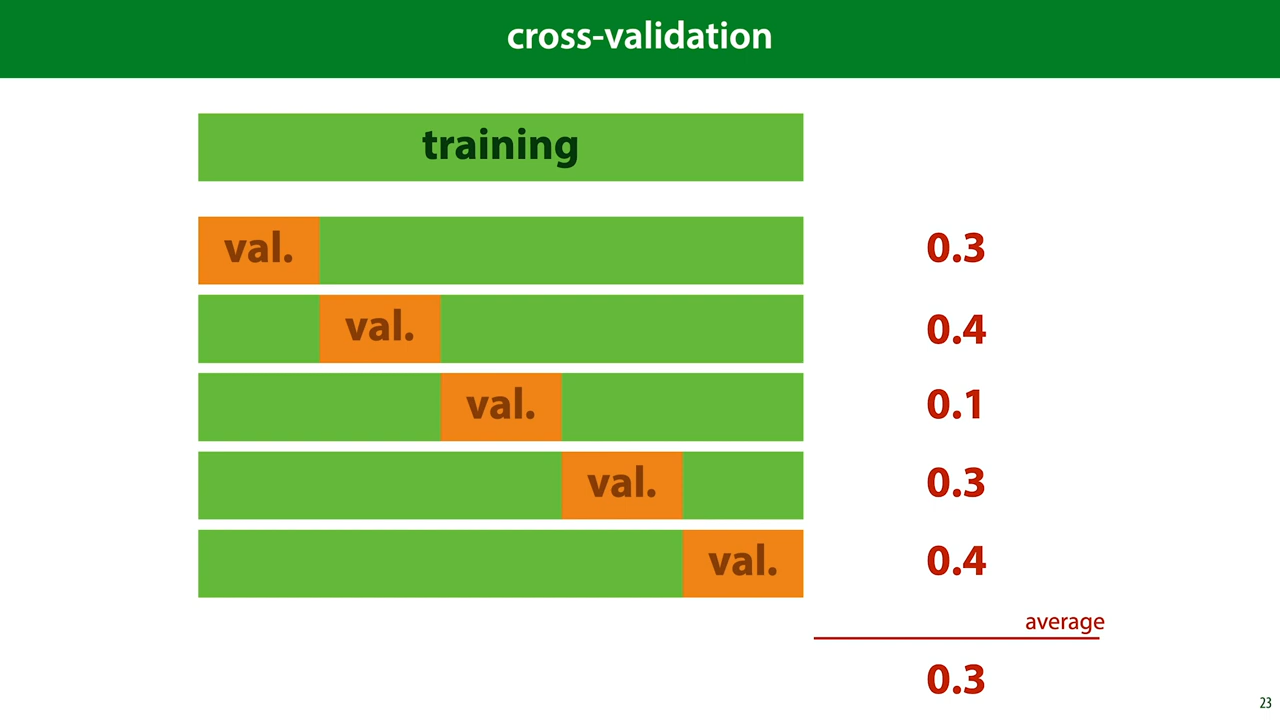 cross-validation
training
val. 0.3
val. 0.4
val. 0.1
val. 0.3
val. 0.4
average
0.3
23